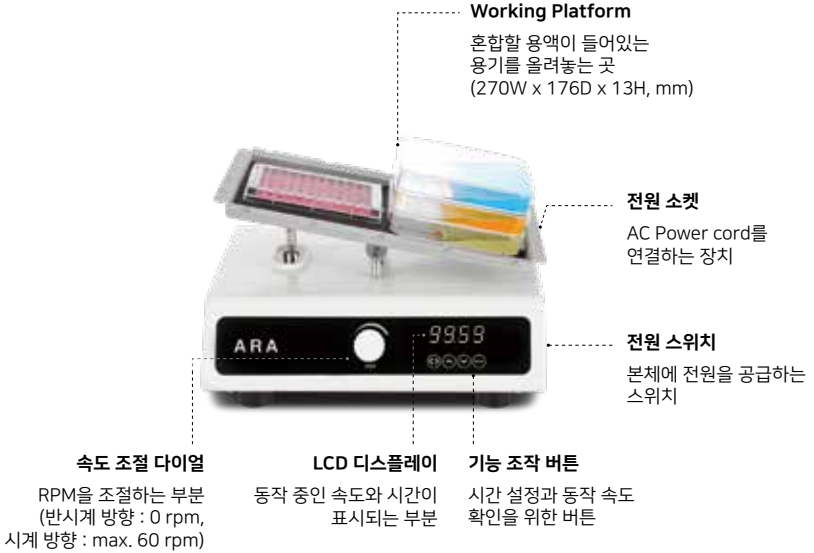 Working Platform
혼합할 용액이 들어있는
용기를 올려놓는 곳
(270W x 176D x 13H, mm)
전원 소켓
AC Power cord를
연결하는 장치
ARA
99:59
전원 스위치
본체에 전원을 공급하는
스위치
속도 조절 다이얼
RPM을 조절하는 부분
(반시계 방향 : 0 rpm,
시계 방향 : max. 60 rpm)
LCD 디스플레이
동작 중인 속도와 시간이
표시되는 부분
기능 조작 버튼
시간 설정과 동작 속도
확인을 위한 버튼